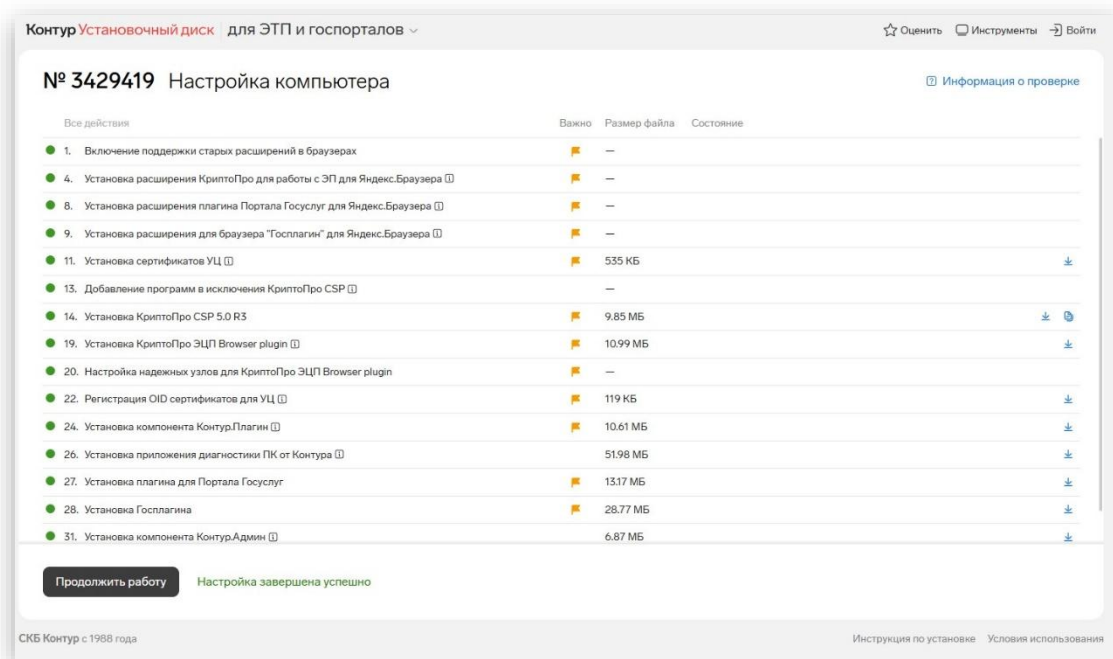 Контур Установочный диск для ЭТП и госпорталов Оценить Инструменты Войти
№ 3429419 Настройка компьютера Информация о проверке
Все действия Важно Размер файла Состояние
1. Включение поддержки старых расширений в браузерах —
4. Установка расширения КриптоПро для работы с ЭП для Яндекс.Браузера —
8. Установка расширения плагина Портала Госуслуг для Яндекс.Браузера —
9. Установка расширения для браузера "Госплагин" для Яндекс.Браузера —
11. Установка сертификатов УЦ 535 КБ
13. Добавление программ в исключения КриптоПро CSP —
14. Установка КриптоПро CSP 5.0 R3 9.85 МБ
19. Установка КриптоПро ЭЦП Browser plugin 10.99 МБ
20. Настройка надежных узлов для КриптоПро ЭЦП Browser plugin —
22. Регистрация OID сертификатов для УЦ 119 КБ
24. Установка компонента Контур.Плагин 10.61 МБ
26. Установка приложения диагностики ПК от Контура 51.98 МБ
27. Установка плагина для Портала Госуслуг 13.17 МБ
28. Установка Госплагина 28.77 МБ
31. Установка компонента Контур.Админ 6.87 МБ
Продолжить работу Настройка завершена успешно
СКБ Контур с 1988 года Инструкция по установке Условия использования